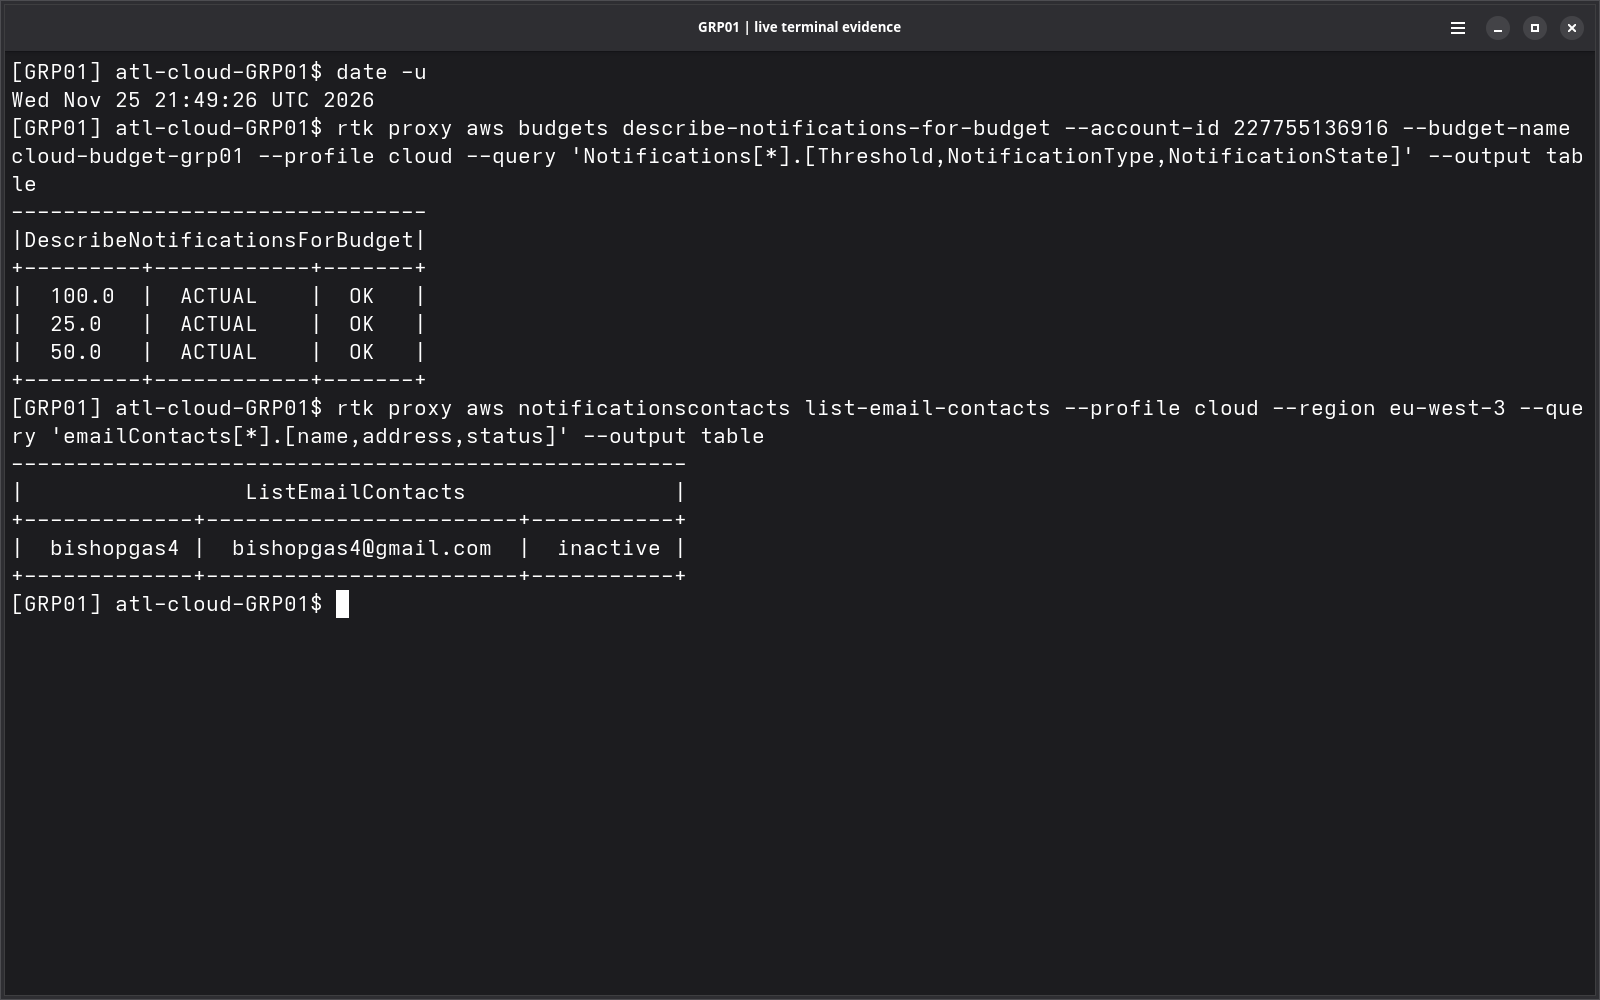 GRP01 | live terminal evidence
[GRP01] atl-cloud-GRP01$ date -u
Wed Nov 25 21:49:26 UTC 2026
[GRP01] atl-cloud-GRP01$ rtk proxy aws budgets describe-notifications-for-budget --account-id 227755136916 --budget-name
cloud-budget-grp01 --profile cloud --query 'Notifications[*].[Threshold,NotificationType,NotificationState]' --output tab
le
--------------------------------
|DescribeNotificationsForBudget|
+---------+------------+-------+
|  100.0  |  ACTUAL    |  OK   |
|  25.0   |  ACTUAL    |  OK   |
|  50.0   |  ACTUAL    |  OK   |
+---------+------------+-------+
[GRP01] atl-cloud-GRP01$ rtk proxy aws notificationscontacts list-email-contacts --profile cloud --region eu-west-3 --que
ry 'emailContacts[*].[name,address,status]' --output table
----------------------------------------------------
|                 ListEmailContacts                |
+-------------+------------------------+-----------+
|  bishopgas4 |  bishopgas4@gmail.com  |  inactive |
+-------------+------------------------+-----------+
[GRP01] atl-cloud-GRP01$